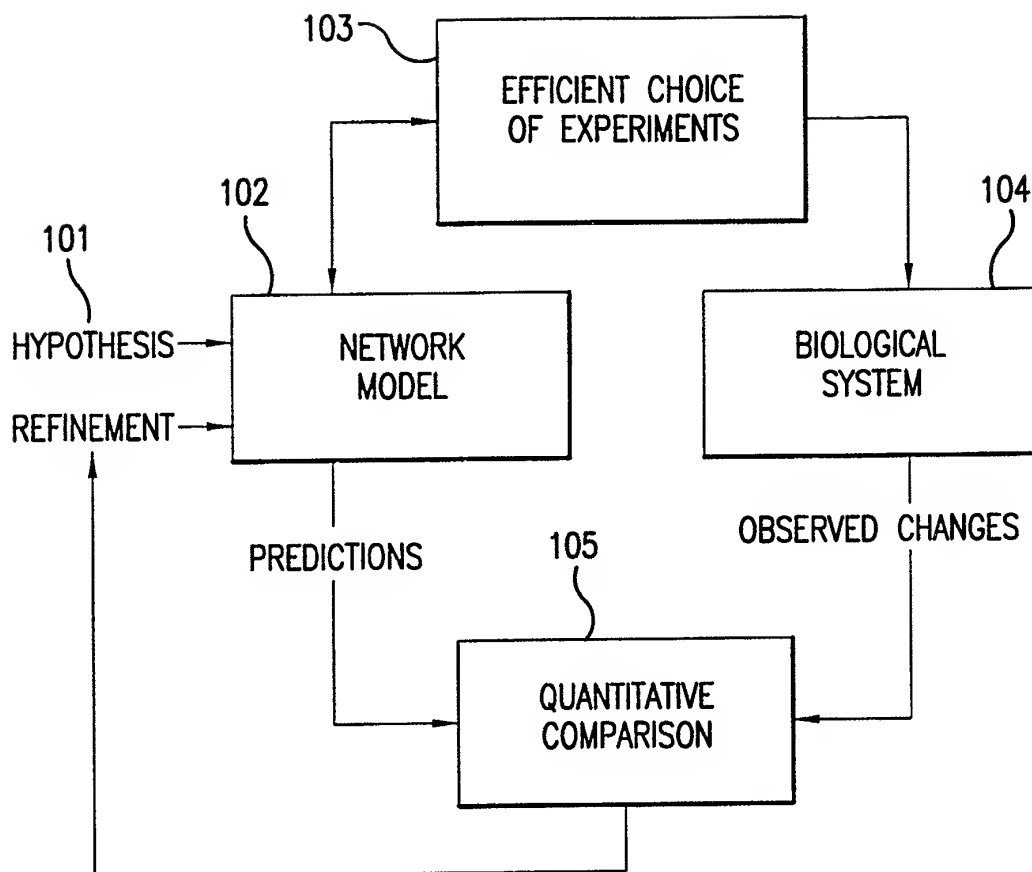 103
EFFICIENT CHOICE
OF EXPERIMENTS
102
104
101
HYPOTHESIS
NETWORK
MODEL
BIOLOGICAL
SYSTEM
REFINEMENT
PREDICTIONS
OBSERVED CHANGES
105
QUANTITATIVE
COMPARISON